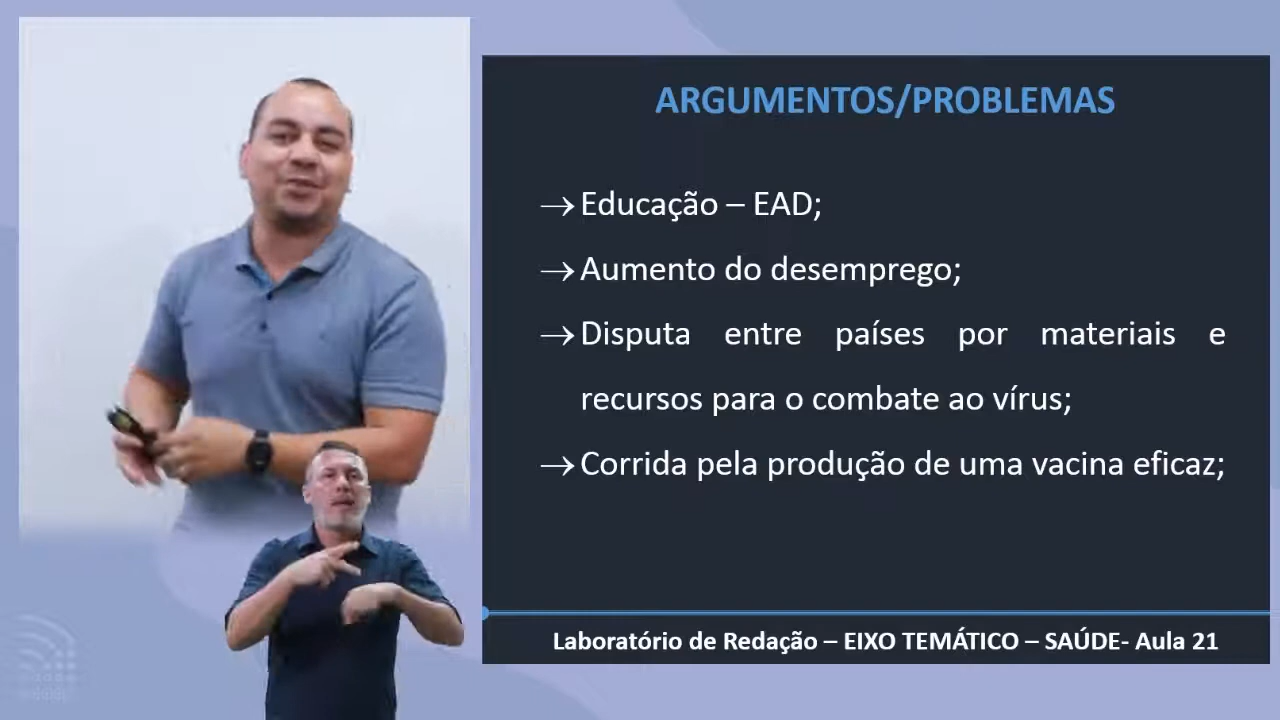 ARGUMENTOS/PROBLEMAS
→ Educação – EAD;
→ Aumento do desemprego;
→ Disputa entre países por materiais e
recursos para o combate ao vírus;
→ Corrida pela produção de uma vacina eficaz;
Laboratório de Redação – EIXO TEMÁTICO – SAÚDE- Aula 21